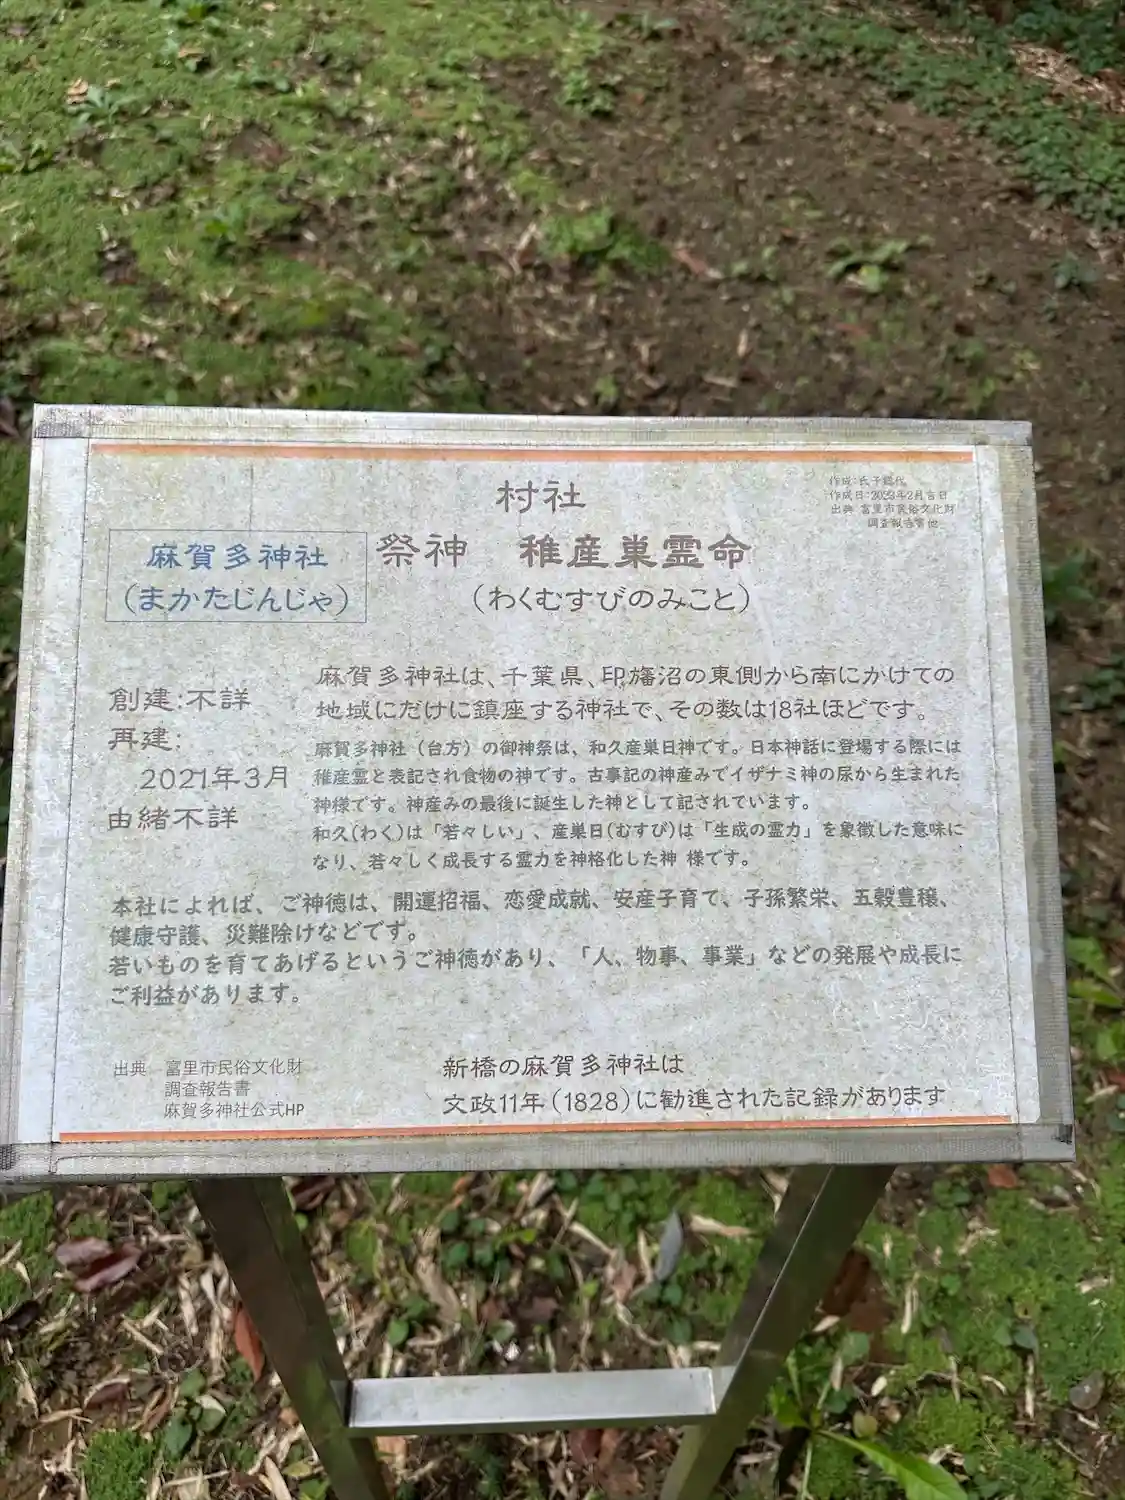 村社
作成:氏子総代
作成日:2023年2月吉日
出典 富里市民俗文化財
調査報告書他
麻賀多神社
(まかたじんじゃ)
祭神 稚産巣霊命
(わくむすびのみこと)
創建:不詳
再建:
2021年3月
由緒不詳
麻賀多神社は、千葉県、印旛沼の東側から南にかけての
地域にだけに鎮座する神社で、その数は18社ほどです。
麻賀多神社(台方)の御神祭は、和久産巣日神です。日本神話に登場する際には
稚産霊と表記され食物の神です。古事記の神産みでイザナミ神の尿から生まれた
神様です。神産みの最後に誕生した神として記されています。
和久(わく)は「若々しい」、産巣日(むすび)は「生成の霊力」を象徴した意味に
なり、若々しく成長する霊力を神格化した神 様です。
本社によれば、ご神徳は、開運招福、恋愛成就、安産子育て、子孫繁栄、五穀豊穣、
健康守護、災難除けなどです。
若いものを育てあげるというご神徳があり、「人、物事、事業」などの発展や成長に
ご利益があります。
出典 富里市民俗文化財
調査報告書
麻賀多神社公式HP
新橋の麻賀多神社は
文政11年(1828)に勧進された記録があります